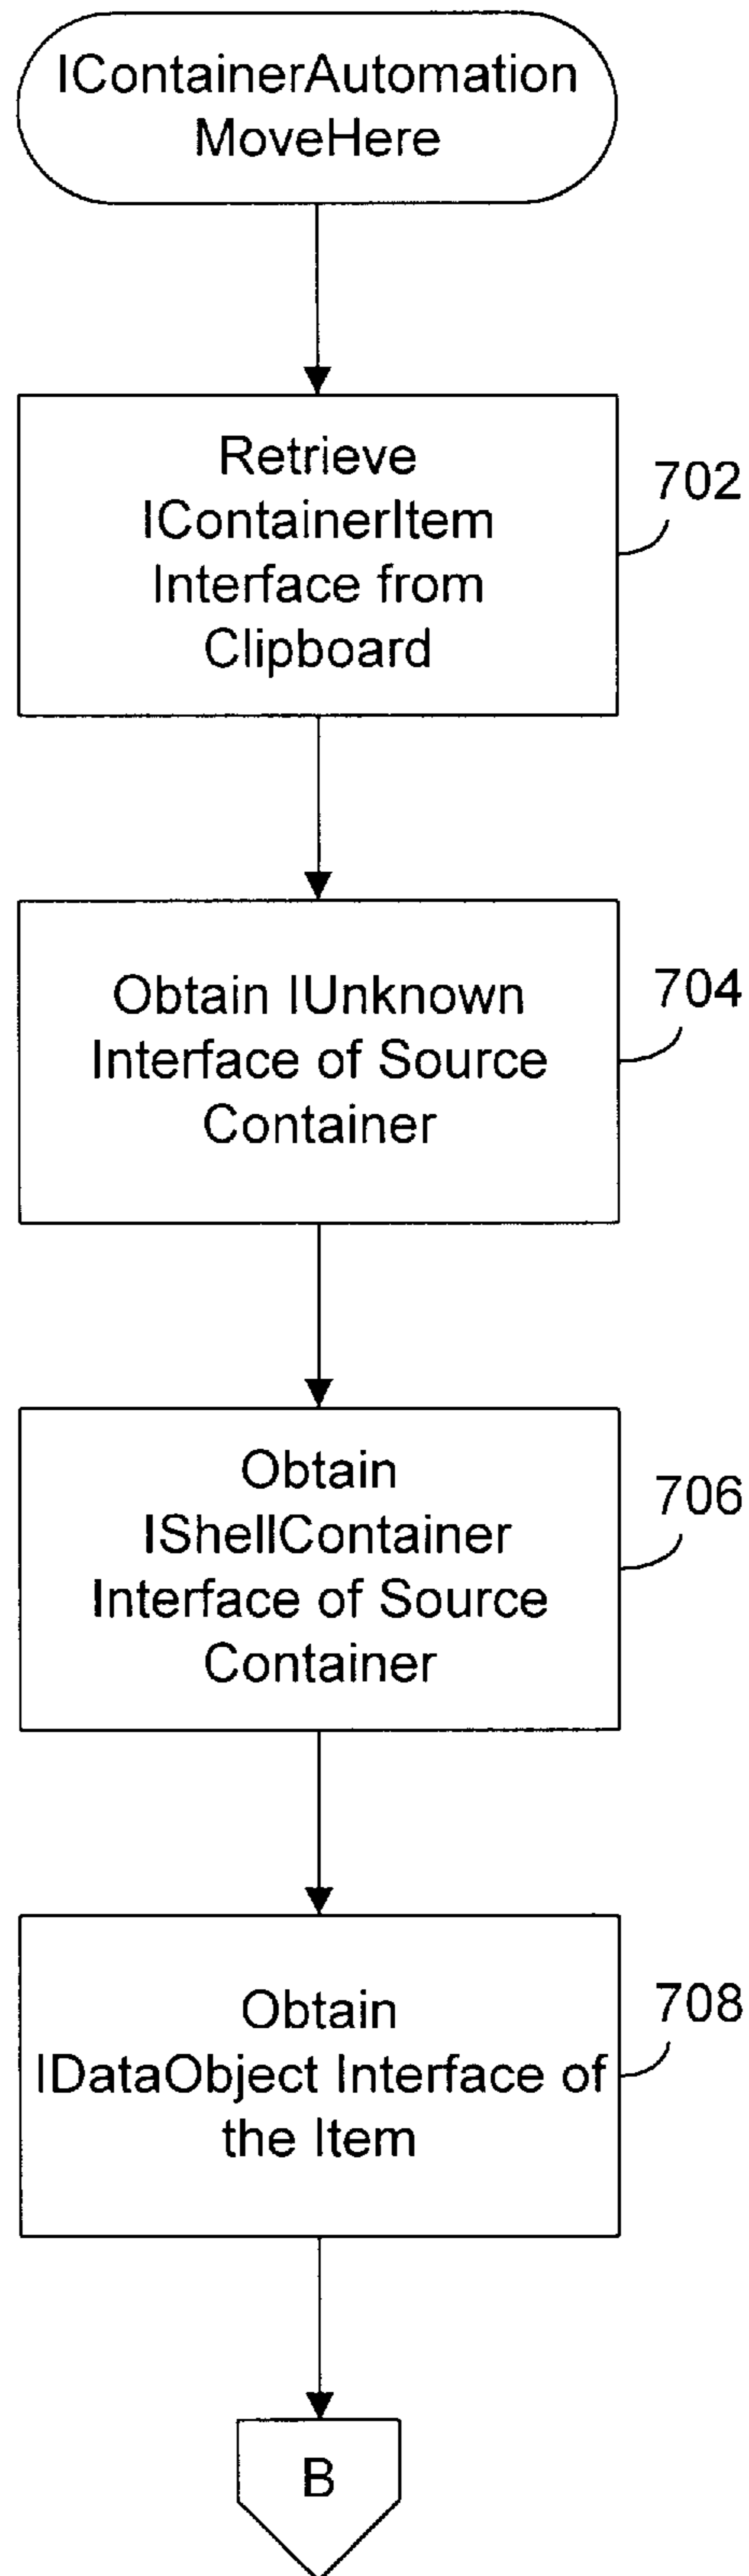 IContainerAutomation
MoveHere
Retrieve
IContainerItem
Interface from
Clipboard
702
Obtain IUnknown
Interface of Source
Container
704
Obtain
IShellContainer
Interface of Source
Container
706
Obtain
IDataObject Interface of
the Item
708
B